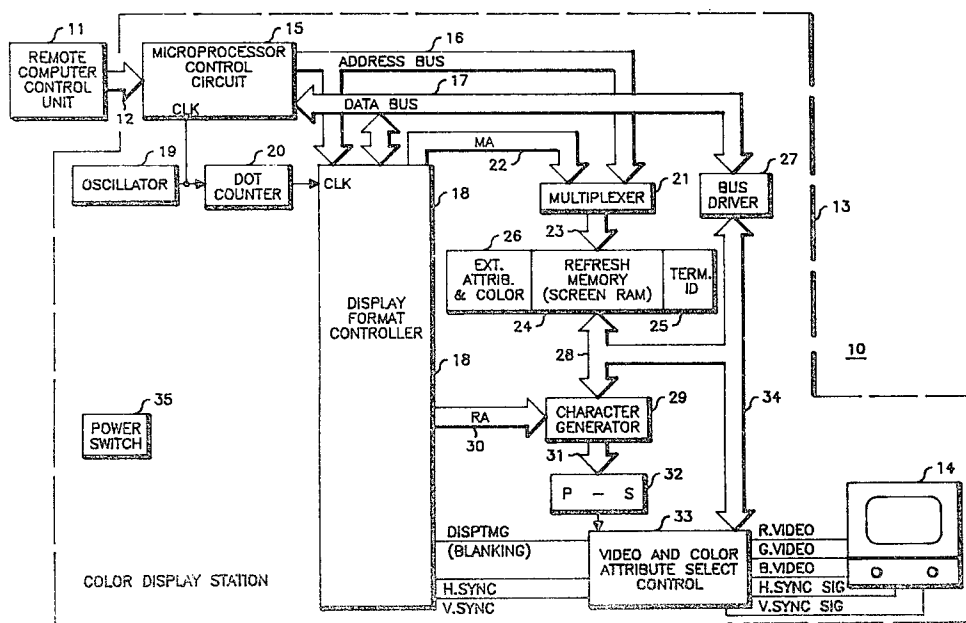 11
REMOTE
COMPUTER
CONTROL
UNIT
12
15
MICROPROCESSOR
CONTROL
CIRCUIT
CLK
16
ADDRESS BUS
17
DATA BUS
13
19
OSCILLATOR
20
DOT
COUNTER
CLK
MA
22
18
21
MULTIPLEXER
27
BUS
DRIVER
23
26
EXT.
ATTRIB.
& COLOR
REFRESH
MEMORY
(SCREEN RAM)
TERM.
ID
24
25
DISPLAY
FORMAT
CONTROLLER
28
10
18
35
POWER
SWITCH
RA
30
CHARACTER
GENERATOR
29
34
31
P - S
32
33
14
DISPTMG
(BLANKING)
H.SYNC
V.SYNC
VIDEO AND COLOR
ATTRIBUTE SELECT
CONTROL
R.VIDEO
G.VIDEO
B.VIDEO
H.SYNC SIG
V.SYNC SIG
COLOR DISPLAY STATION